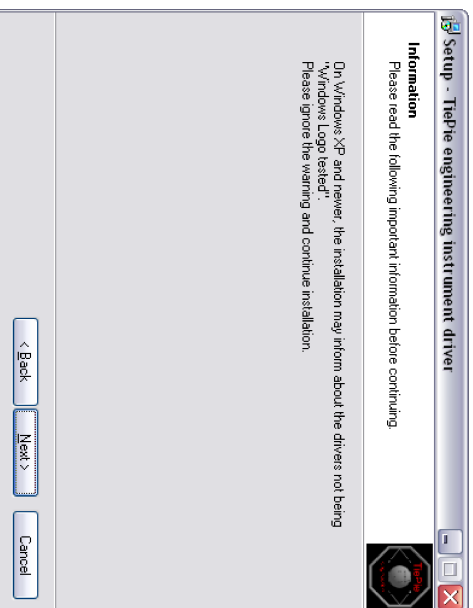 Setup - TiePie engineering instrument driver
Information
Please read the following important information before continuing.
TiePie
On Windows XP and newer, the installation may inform about the drivers not being
"Windows Logo tested".
Please ignore the warning and continue installation.
< Back
Next >
Cancel